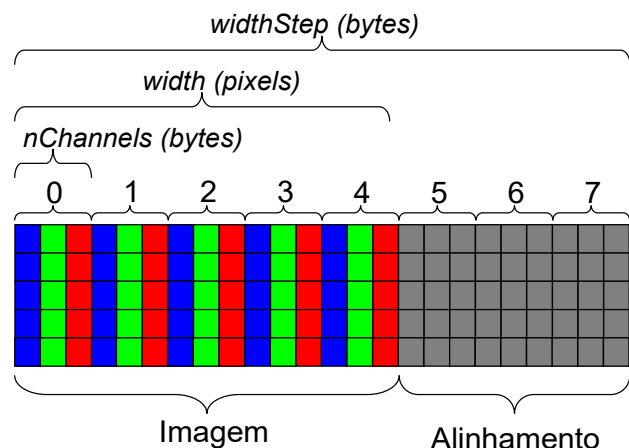 widthStep (bytes)
width (pixels)
nChannels (bytes)
0 1 2 3 4 5 6 7
Imagem Alinhamento